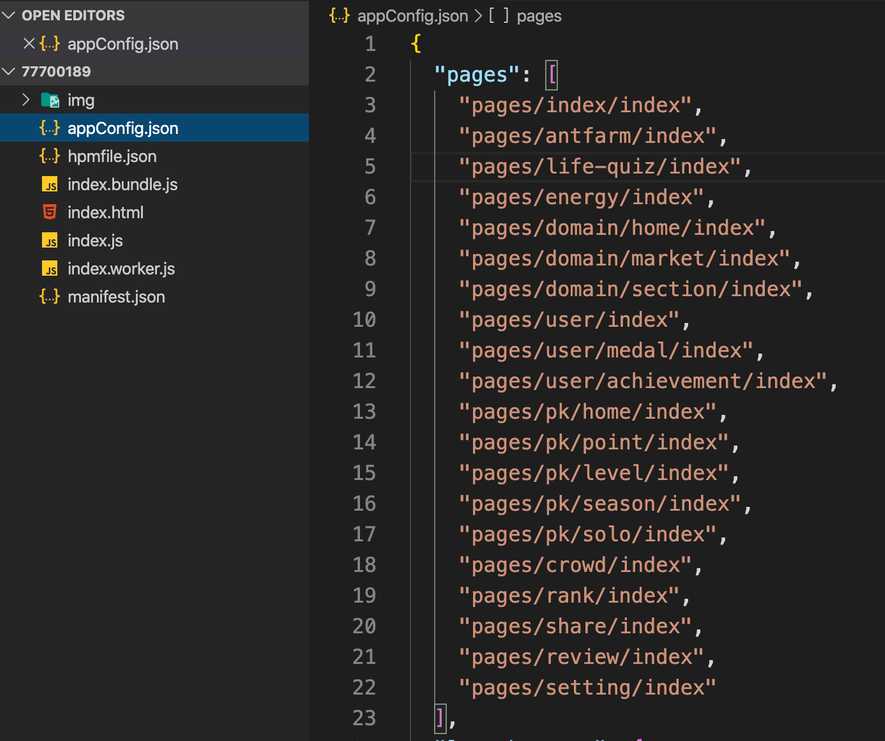 OPEN EDITORS
appConfig.json
77700189
img
appConfig.json
hpmfile.json
index.bundle.js
index.html
index.js
index.worker.js
manifest.json
{..} appConfig.json > [ ] pages
1 {
2 "pages": [
3 "pages/index/index",
4 "pages/antfarm/index",
5 "pages/life-quiz/index",
6 "pages/energy/index",
7 "pages/domain/home/index",
8 "pages/domain/market/index",
9 "pages/domain/section/index",
10 "pages/user/index",
11 "pages/user/medal/index",
12 "pages/user/achievement/index",
13 "pages/pk/home/index",
14 "pages/pk/point/index",
15 "pages/pk/level/index",
16 "pages/pk/season/index",
17 "pages/pk/solo/index",
18 "pages/crowd/index",
19 "pages/rank/index",
20 "pages/share/index",
21 "pages/review/index",
22 "pages/setting/index"
23 ],